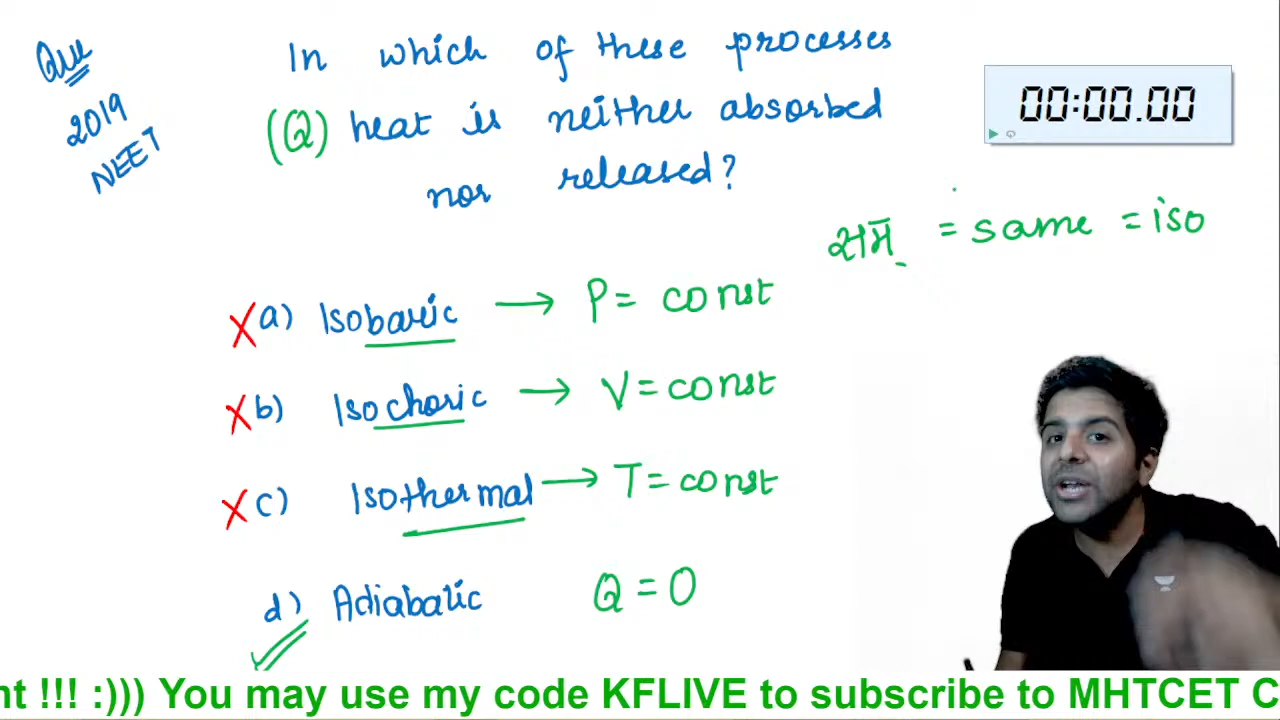 Que
2019
NEET
In which of these processes
(Q) heat is neither absorbed
nor released?
00:00.00
सम = same = iso
X a) Isobaric → P = const
X b) Isochoric → V = const
X c) Isothermal → T = const
d) Adiabatic Q = 0
nt !!! :))) You may use my code KFLIVE to subscribe to MHTCET C